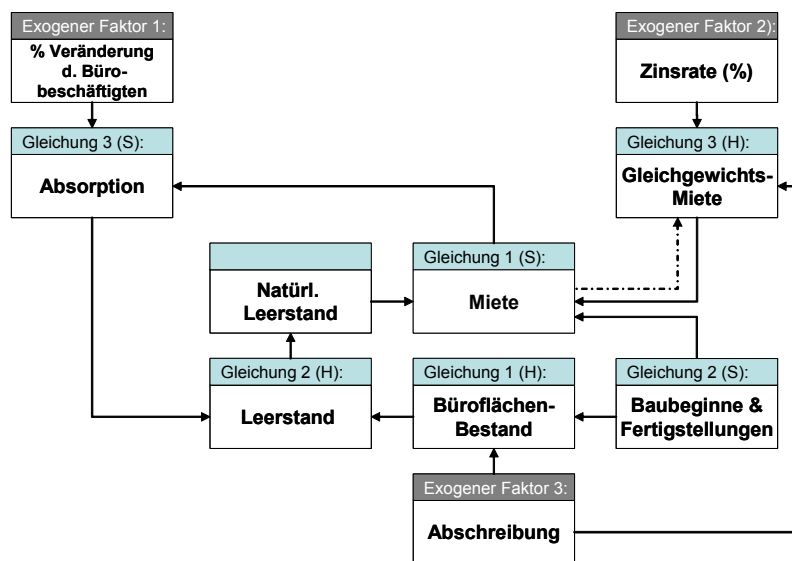 Exogener Faktor 1:
% Veränderung
d. Büro-
beschäftigten
Exogener Faktor 2):
Zinsrate (%)
Gleichung 3 (S):
Absorption
Gleichung 3 (H):
Gleichgewichts-
Miete
Natürl.
Leerstand
Gleichung 1 (S):
Miete
Gleichung 2 (H):
Leerstand
Gleichung 1 (H):
Büroflächen-
Bestand
Gleichung 2 (S):
Baubeginne &
Fertigstellungen
Exogener Faktor 3:
Abschreibung